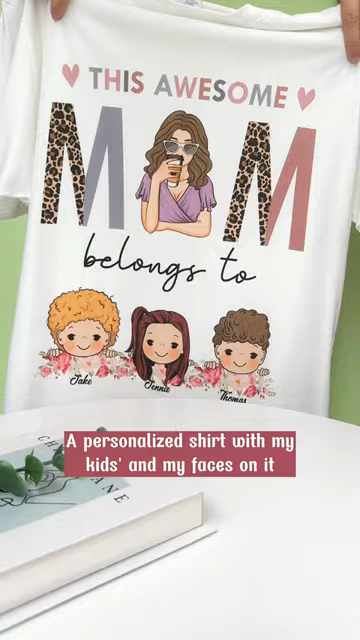 THIS AWESOME
MOM
belongs to
Jake
Jennie
Thomas
A personalized shirt with my
kids' and my faces on it